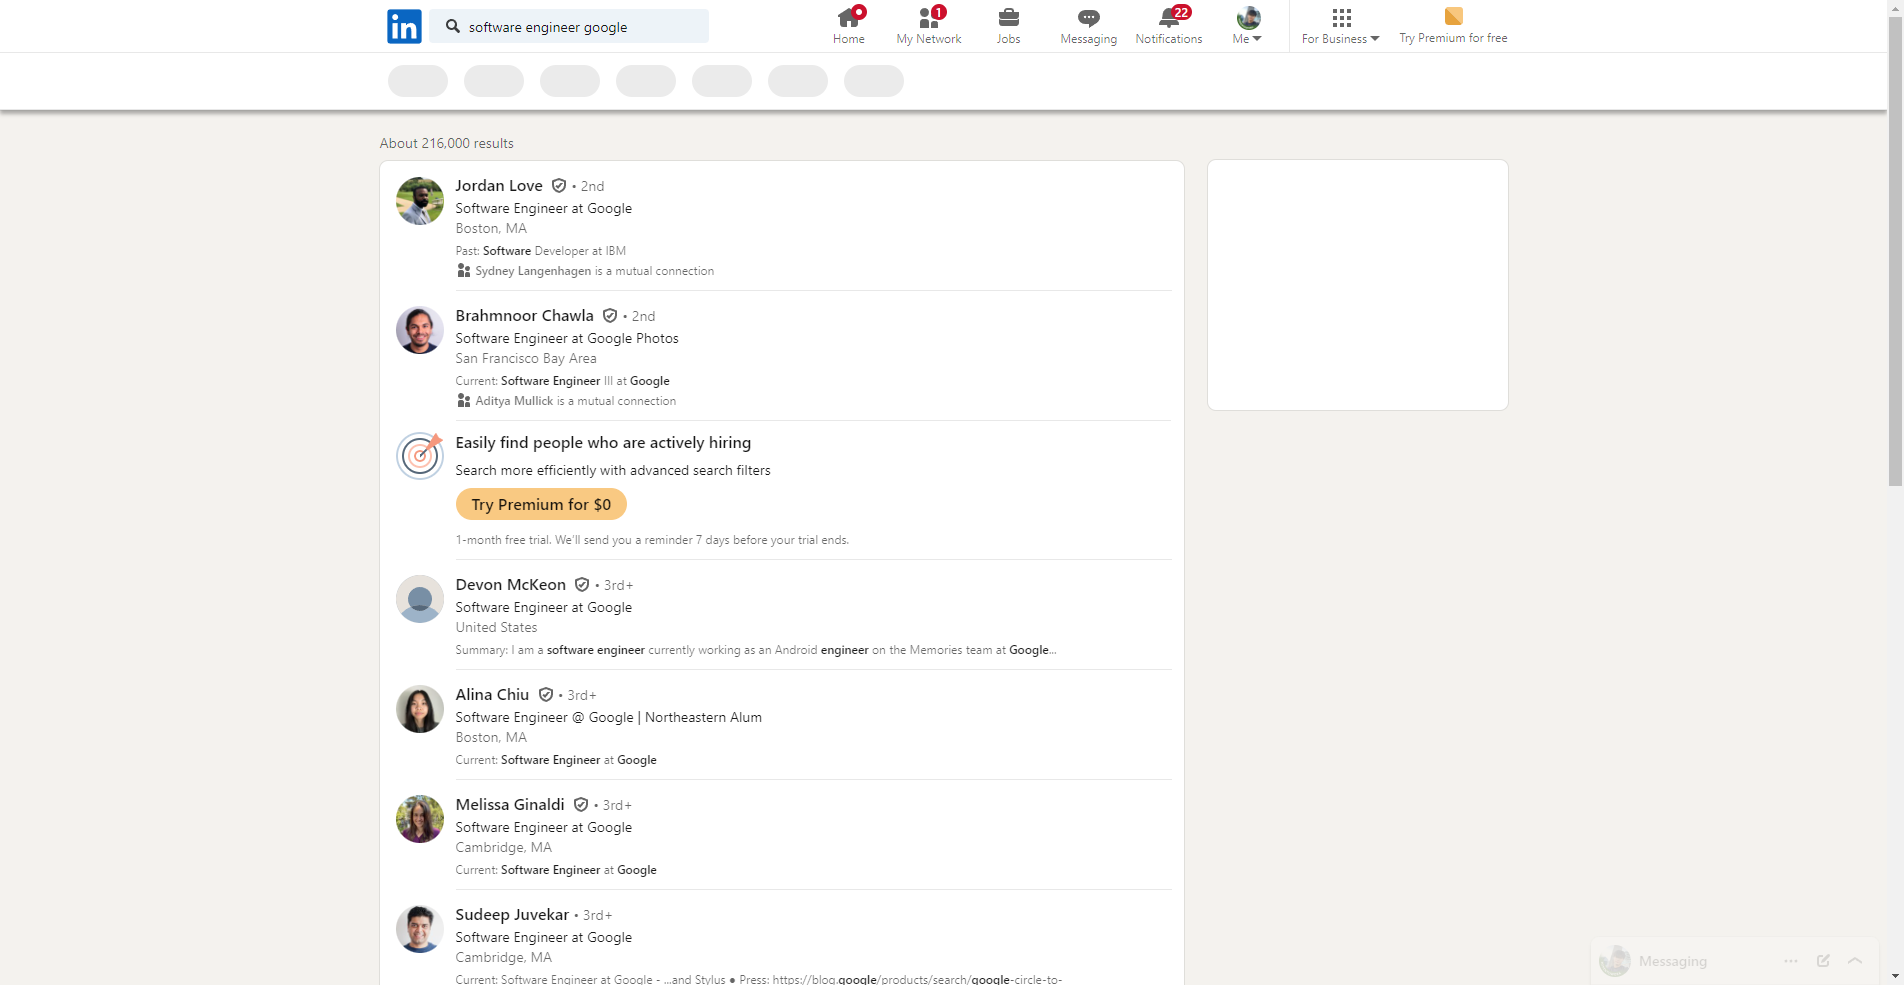 in
software engineer google
Home
1
My Network
Jobs
Messaging
22
Notifications
Me
For Business
Try Premium for free
About 216,000 results
Jordan Love • 2nd
Software Engineer at Google
Boston, MA
Past: Software Developer at IBM
Sydney Langenhagen is a mutual connection
Brahmnoor Chawla • 2nd
Software Engineer at Google Photos
San Francisco Bay Area
Current: Software Engineer III at Google
Aditya Mullick is a mutual connection
Easily find people who are actively hiring
Search more efficiently with advanced search filters
Try Premium for $0
1-month free trial. We'll send you a reminder 7 days before your trial ends.
Devon McKeon • 3rd+
Software Engineer at Google
United States
Summary: I am a software engineer currently working as an Android engineer on the Memories team at Google...
Alina Chiu • 3rd+
Software Engineer @ Google | Northeastern Alum
Boston, MA
Current: Software Engineer at Google
Melissa Ginaldi • 3rd+
Software Engineer at Google
Cambridge, MA
Current: Software Engineer at Google
Sudeep Juvekar • 3rd+
Software Engineer at Google
Cambridge, MA
Current: Software Engineer at Google - ...and Stylus ● Press: https://blog.google/products/search/google-circle-to-
Messaging